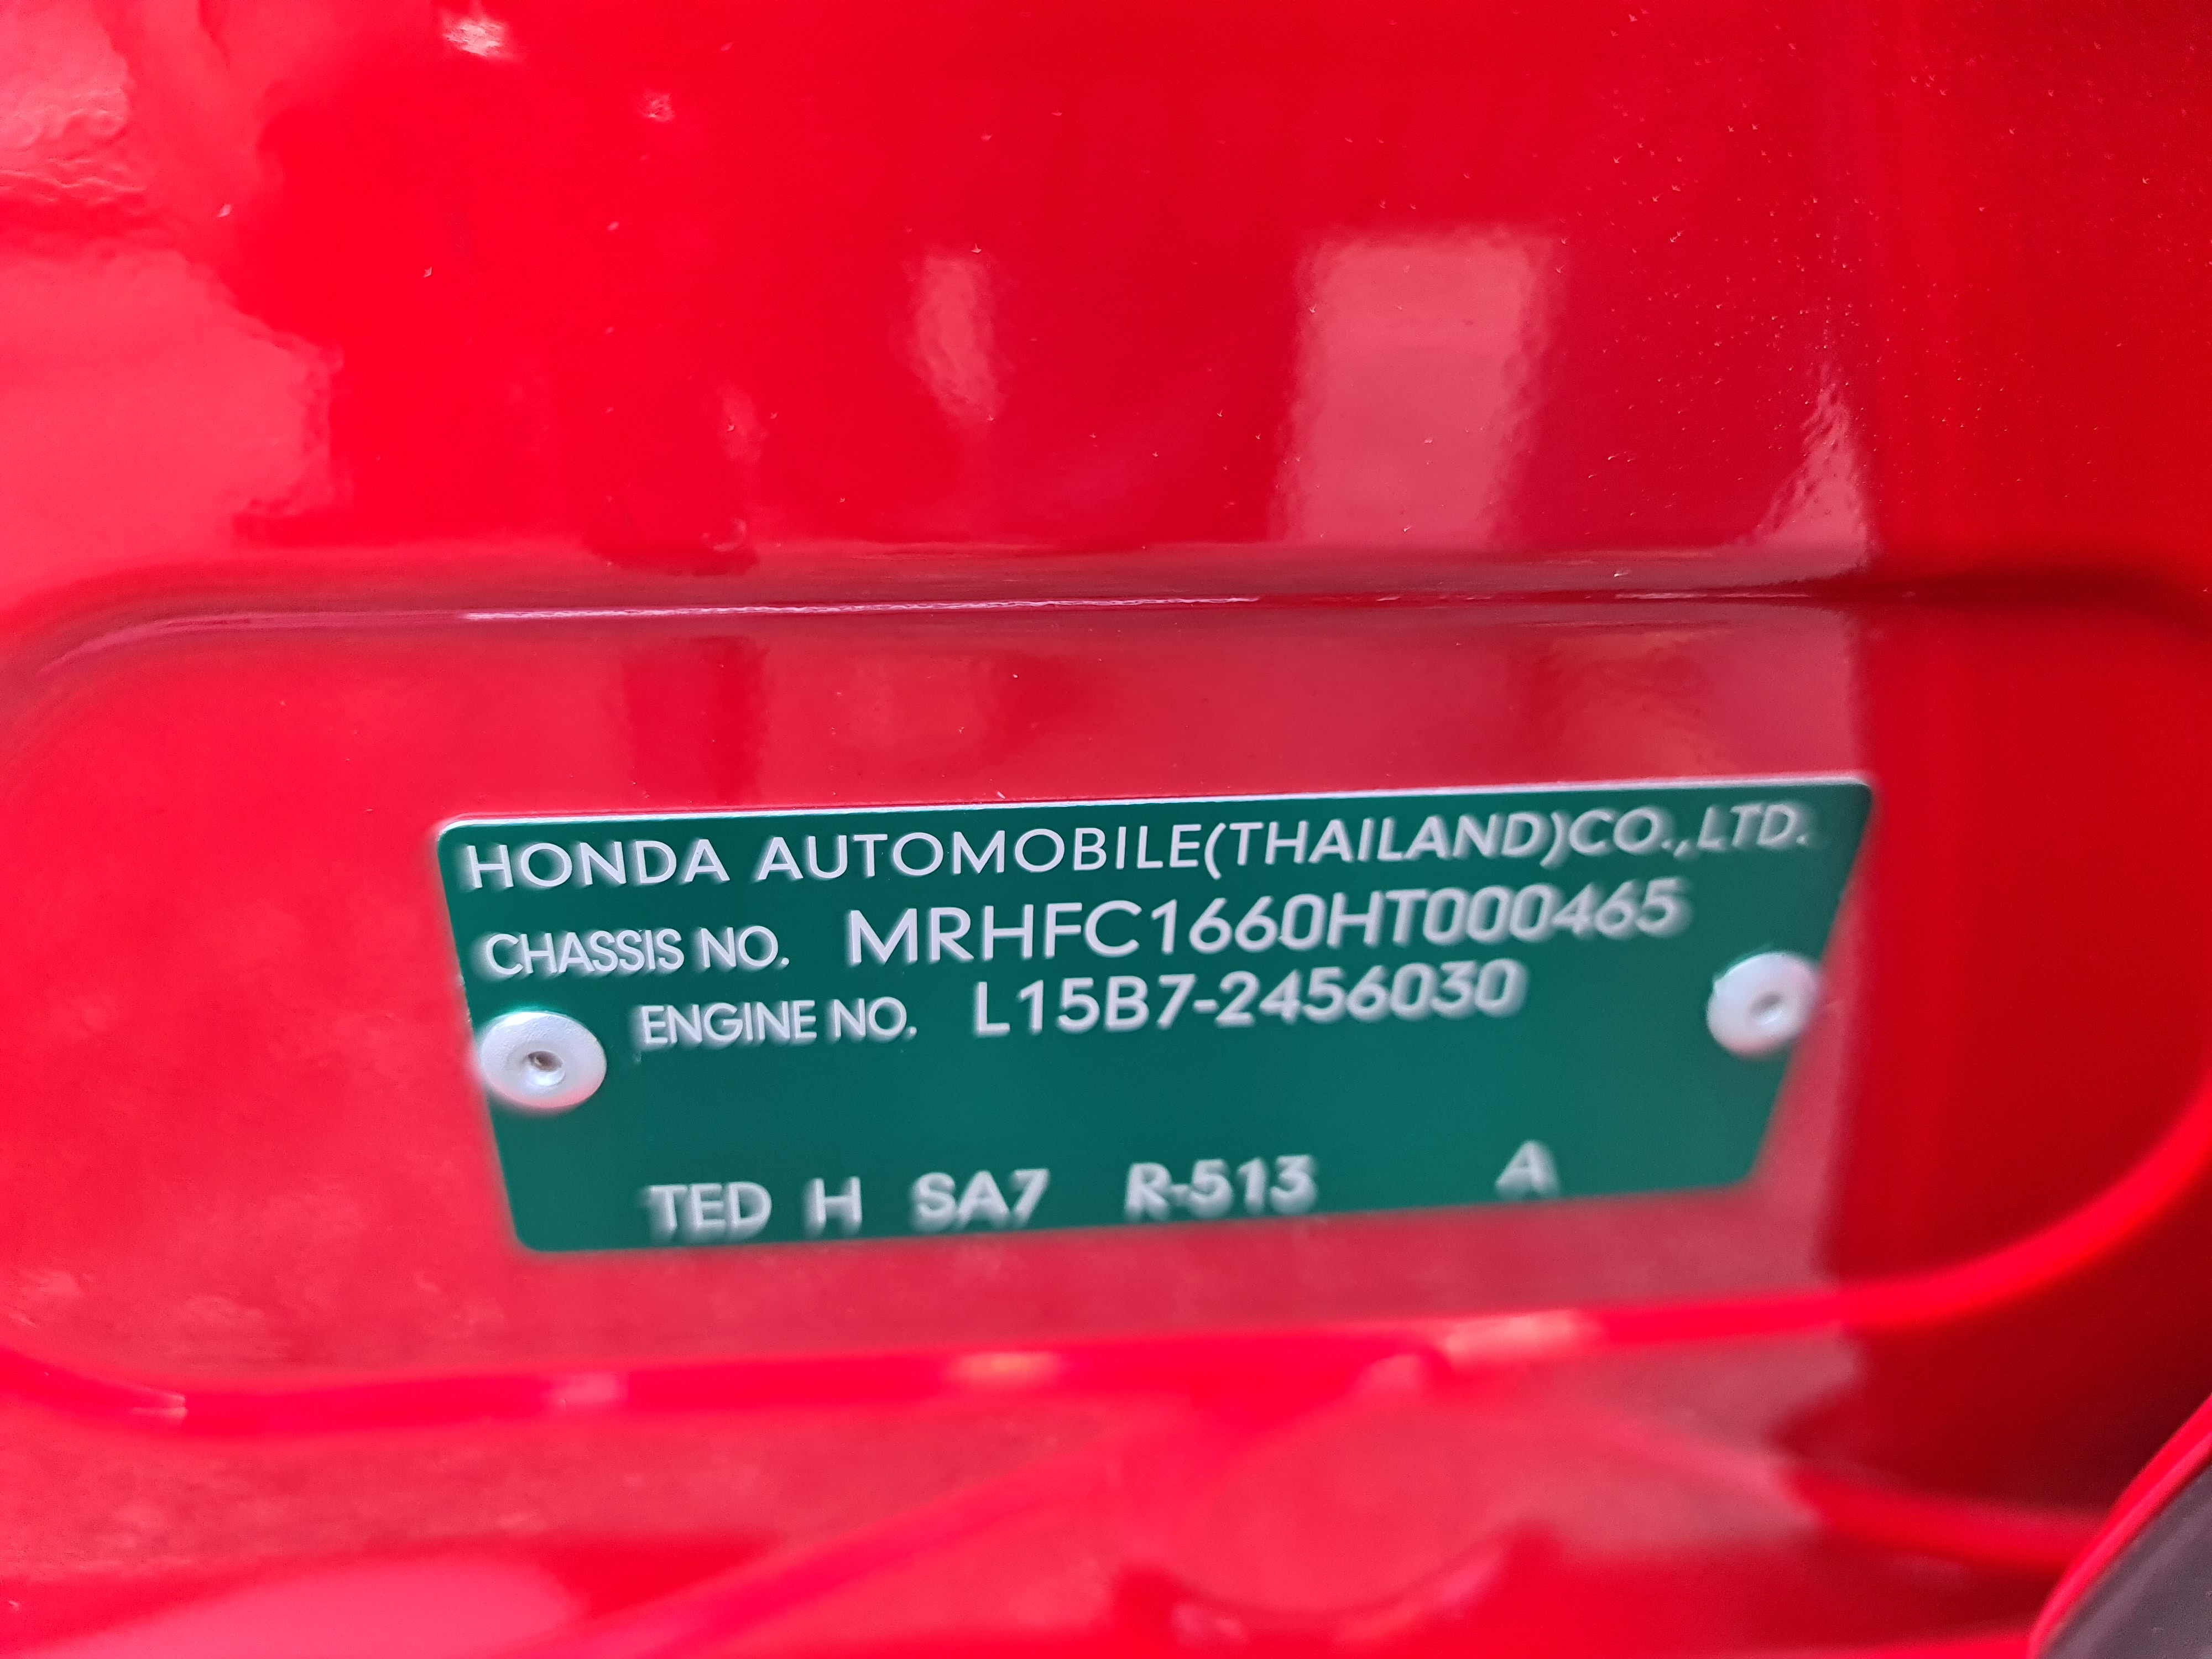 HONDA AUTOMOBILE(THAILAND)CO.,LTD.
CHASSIS NO. MRHFC1660HT000465
ENGINE NO. L15B7-2456030
TED H SA7 R-513 A